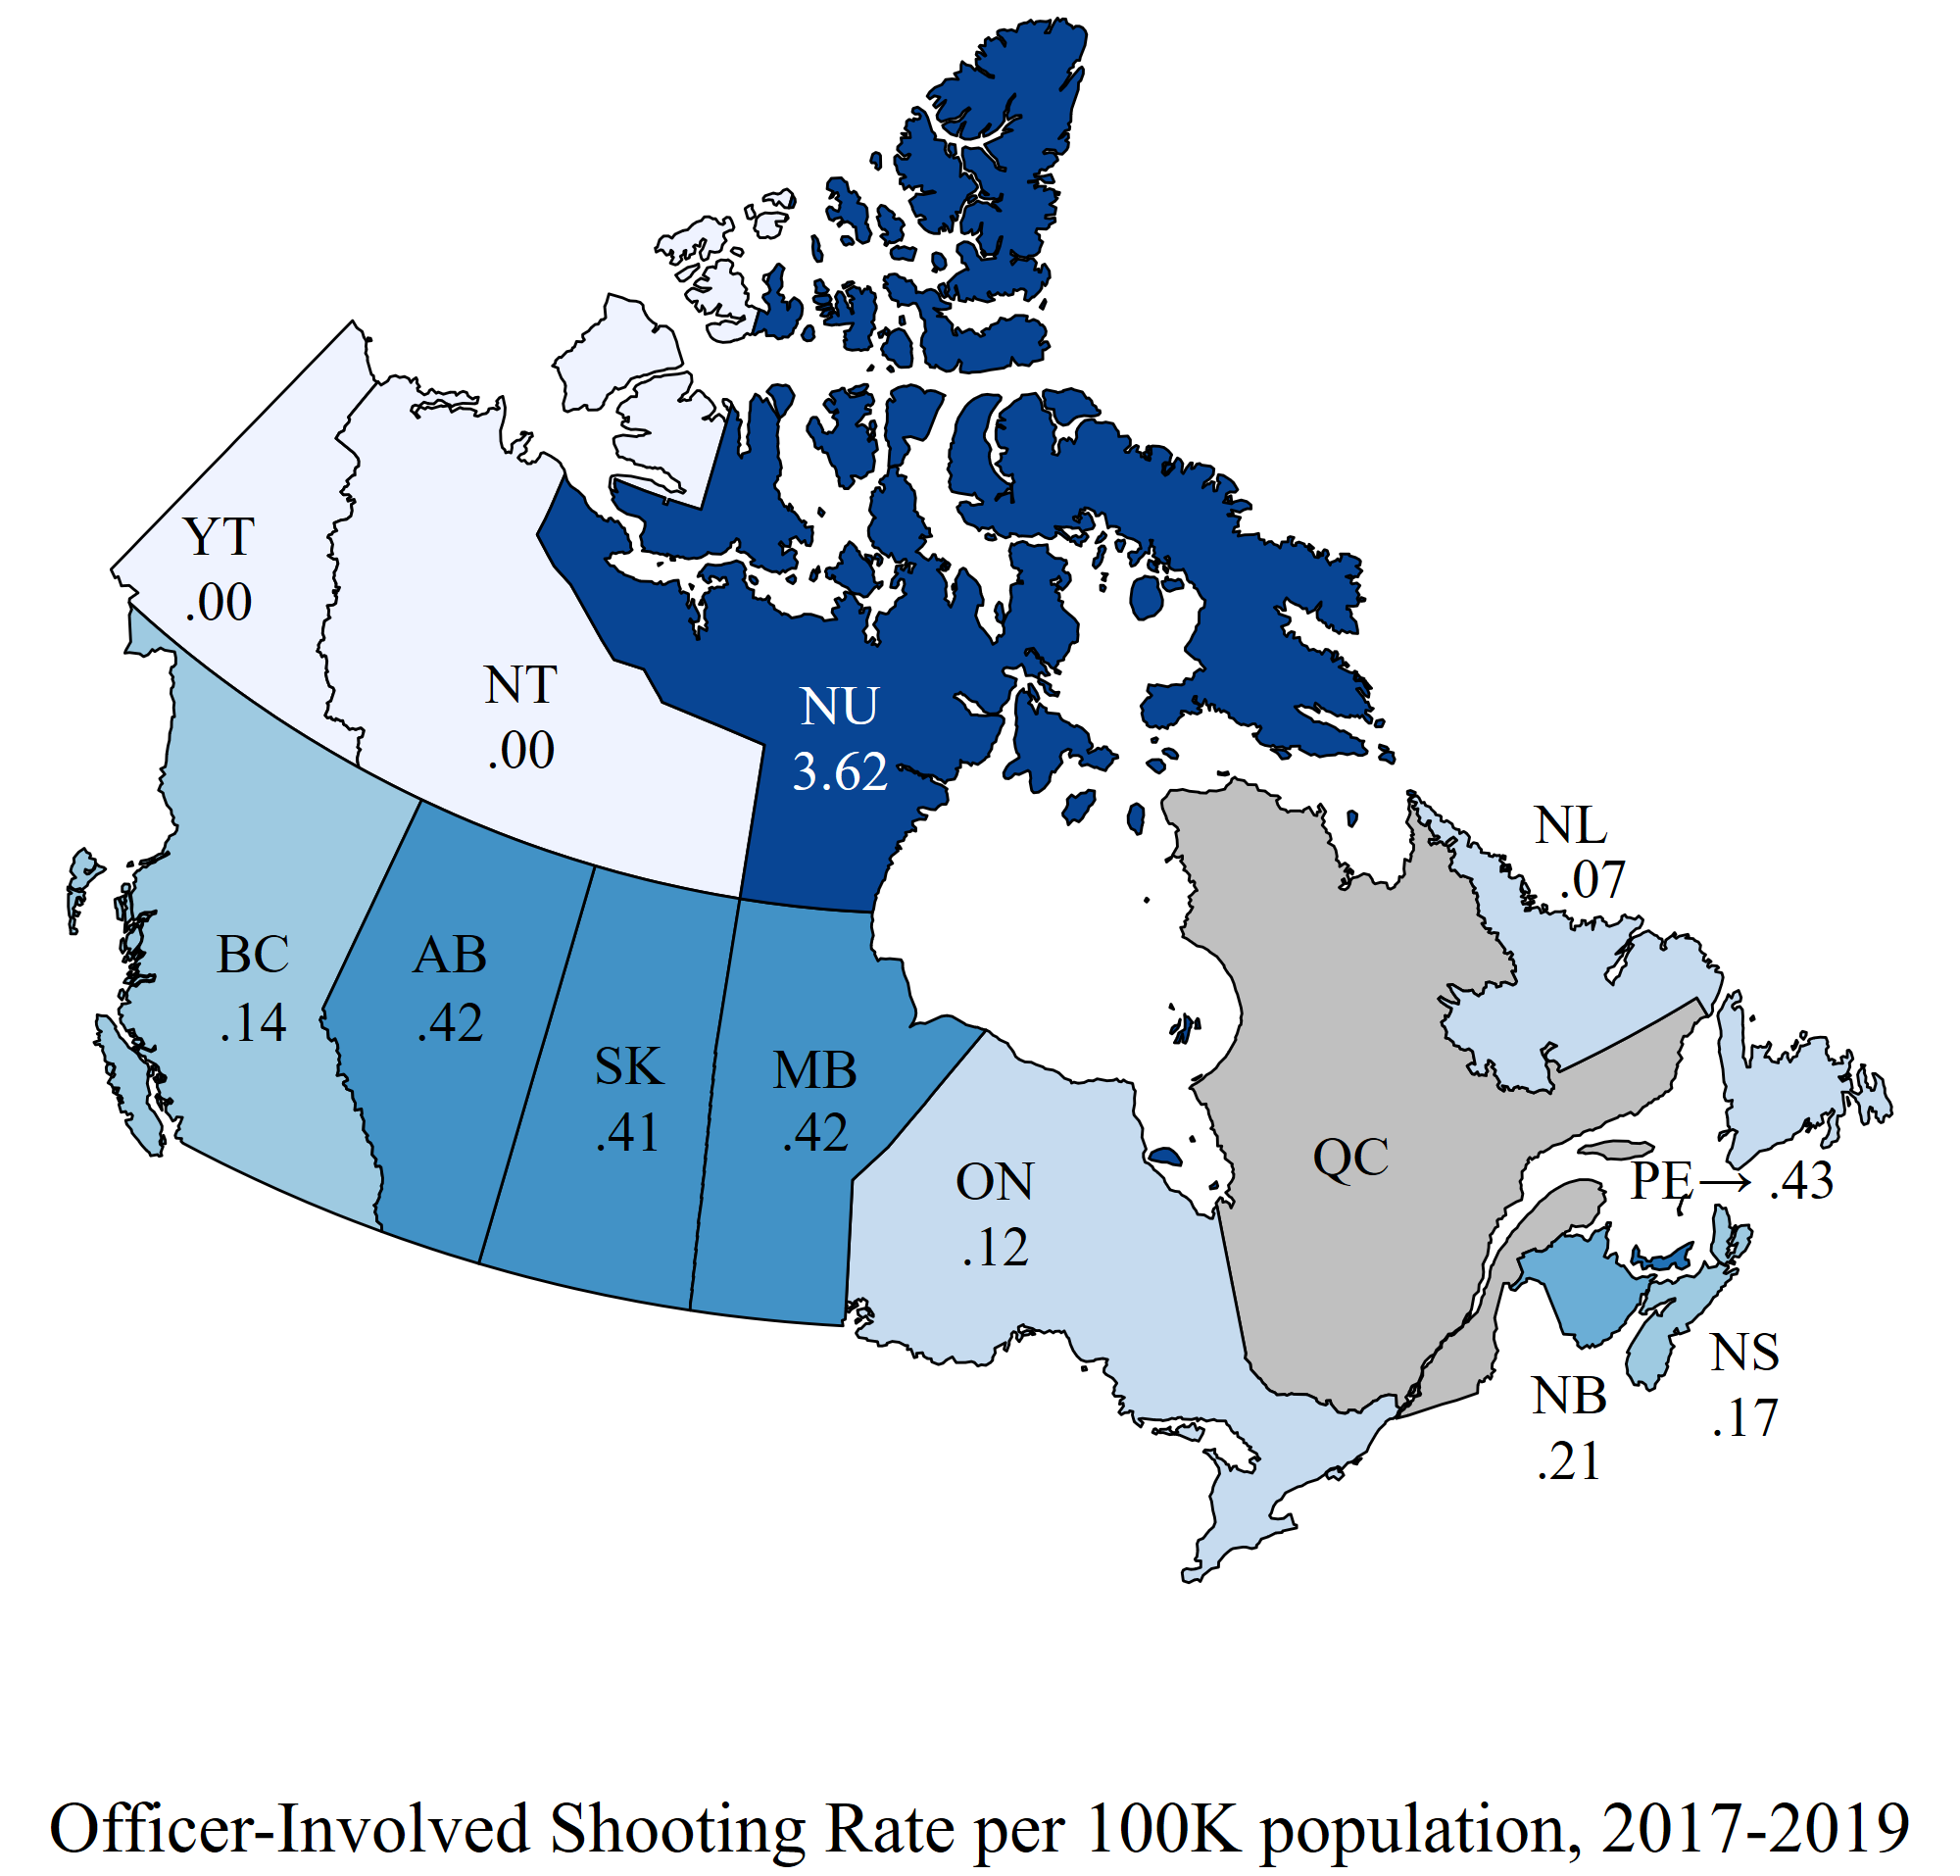 YT
.00
NT
.00
NU
3.62
NL
.07
BC
.14
AB
.42
SK
.41
MB
.42
ON
.12
QC
PE→ .43
NS
.17
NB
.21
Officer-Involved Shooting Rate per 100K population, 2017-2019